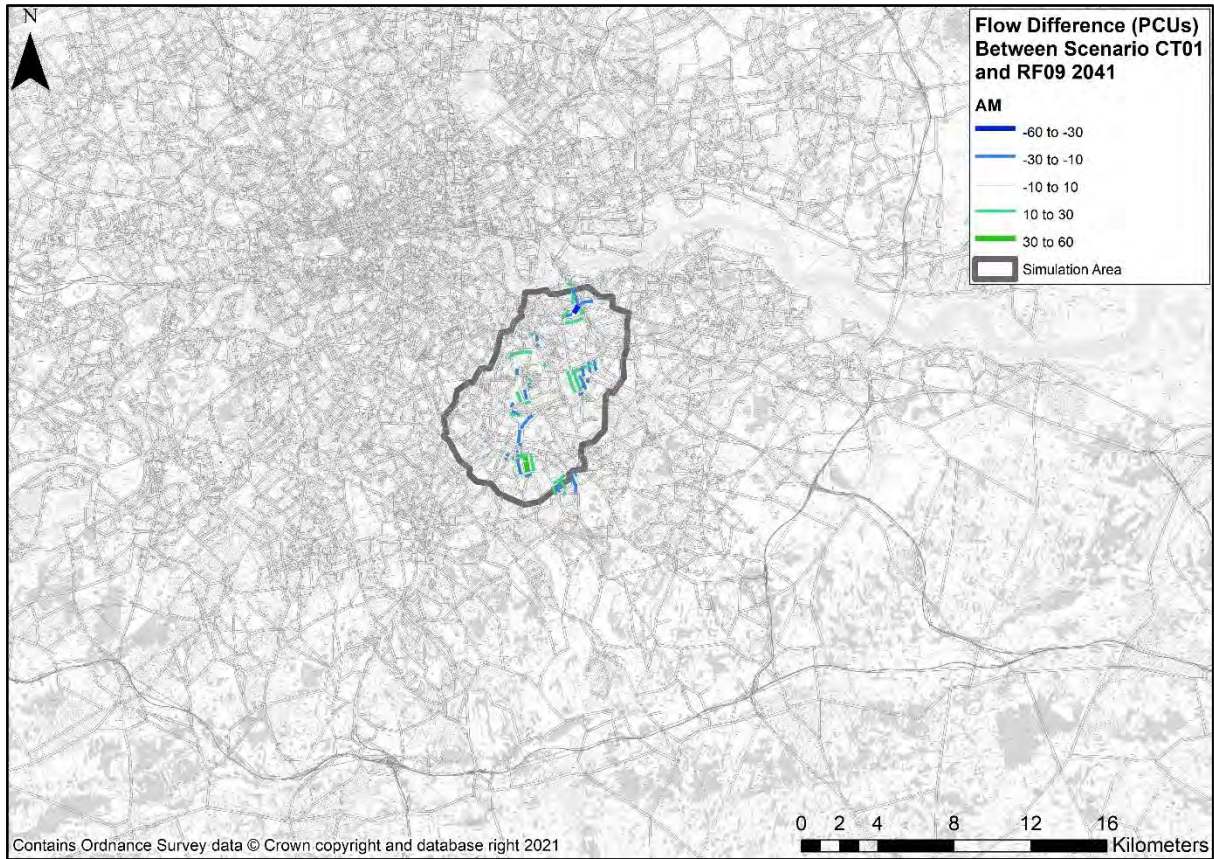 N
Flow Difference (PCUs)
Between Scenario CT01
and RF09 2041
AM
-60 to -30
-30 to -10
-10 to 10
10 to 30
30 to 60
Simulation Area
0 2 4 8 12 16
Kilometers
Contains Ordnance Survey data © Crown copyright and database right 2021